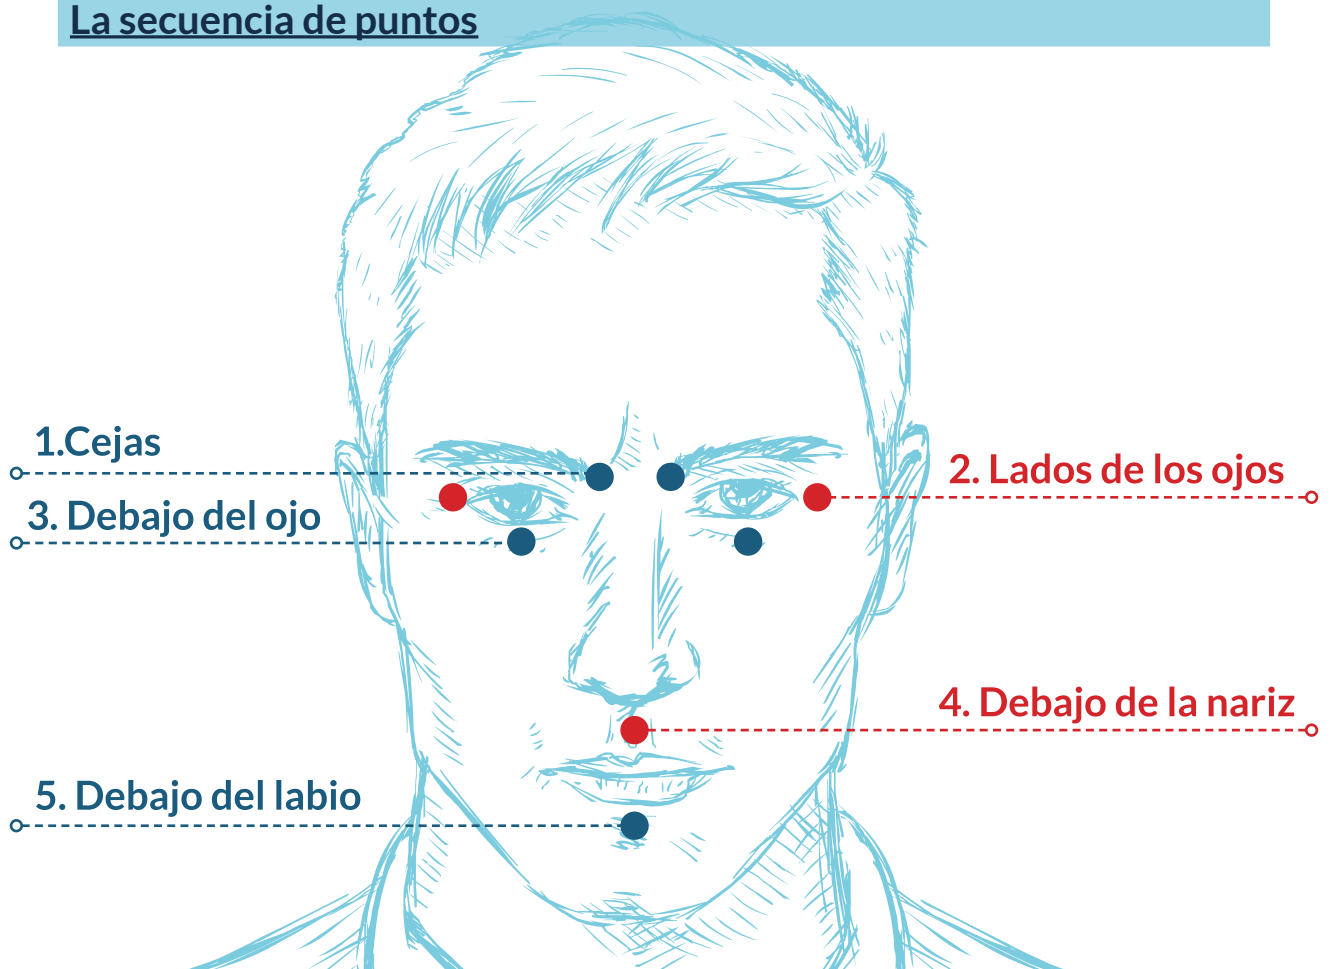 La secuencia de puntos
1.Cejas
2. Lados de los ojos
3. Debajo del ojo
4. Debajo de la nariz
5. Debajo del labio